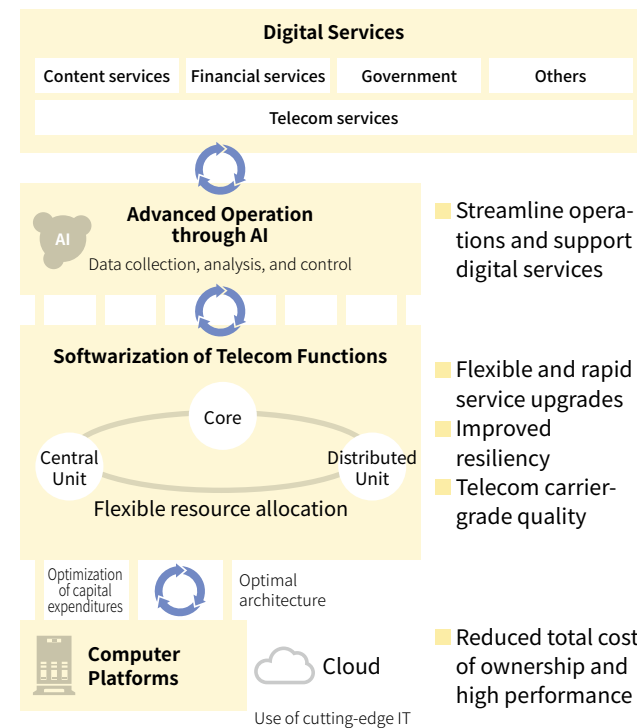 Digital Services
Content services
Financial services
Government
Others
Telecom services
AI
Advanced Operation
through AI
Data collection, analysis, and control
Streamline opera-
tions and support
digital services
Softwarization of Telecom Functions
Core
Central
Unit
Distributed
Unit
Flexible resource allocation
Flexible and rapid
service upgrades
Improved
resiliency
Telecom carrier-
grade quality
Optimization
of capital
expenditures
Optimal
architecture
Computer
Platforms
Cloud
Use of cutting-edge IT
Reduced total cost
of ownership and
high performance